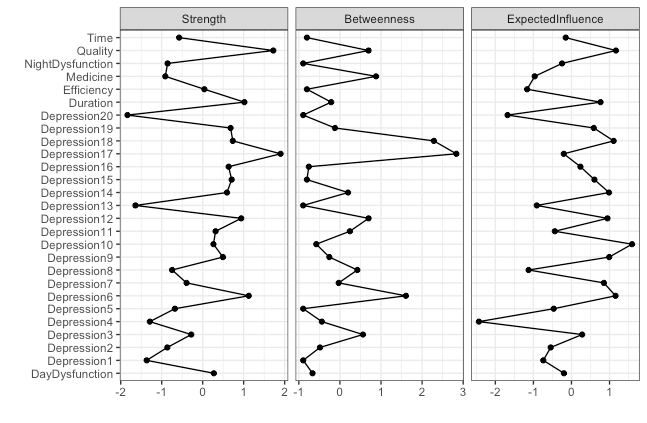 Strength Betweenness ExpectedInfluence
Time
Quality
NightDysfunction
Medicine
Efficiency
Duration
Depression20
Depression19
Depression18
Depression17
Depression16
Depression15
Depression14
Depression13
Depression12
Depression11
Depression10
Depression9
Depression8
Depression7
Depression6
Depression5
Depression4
Depression3
Depression2
Depression1
DayDysfunction
-2 -1 0 1 2 -1 0 1 2 3 -2 -1 0 1